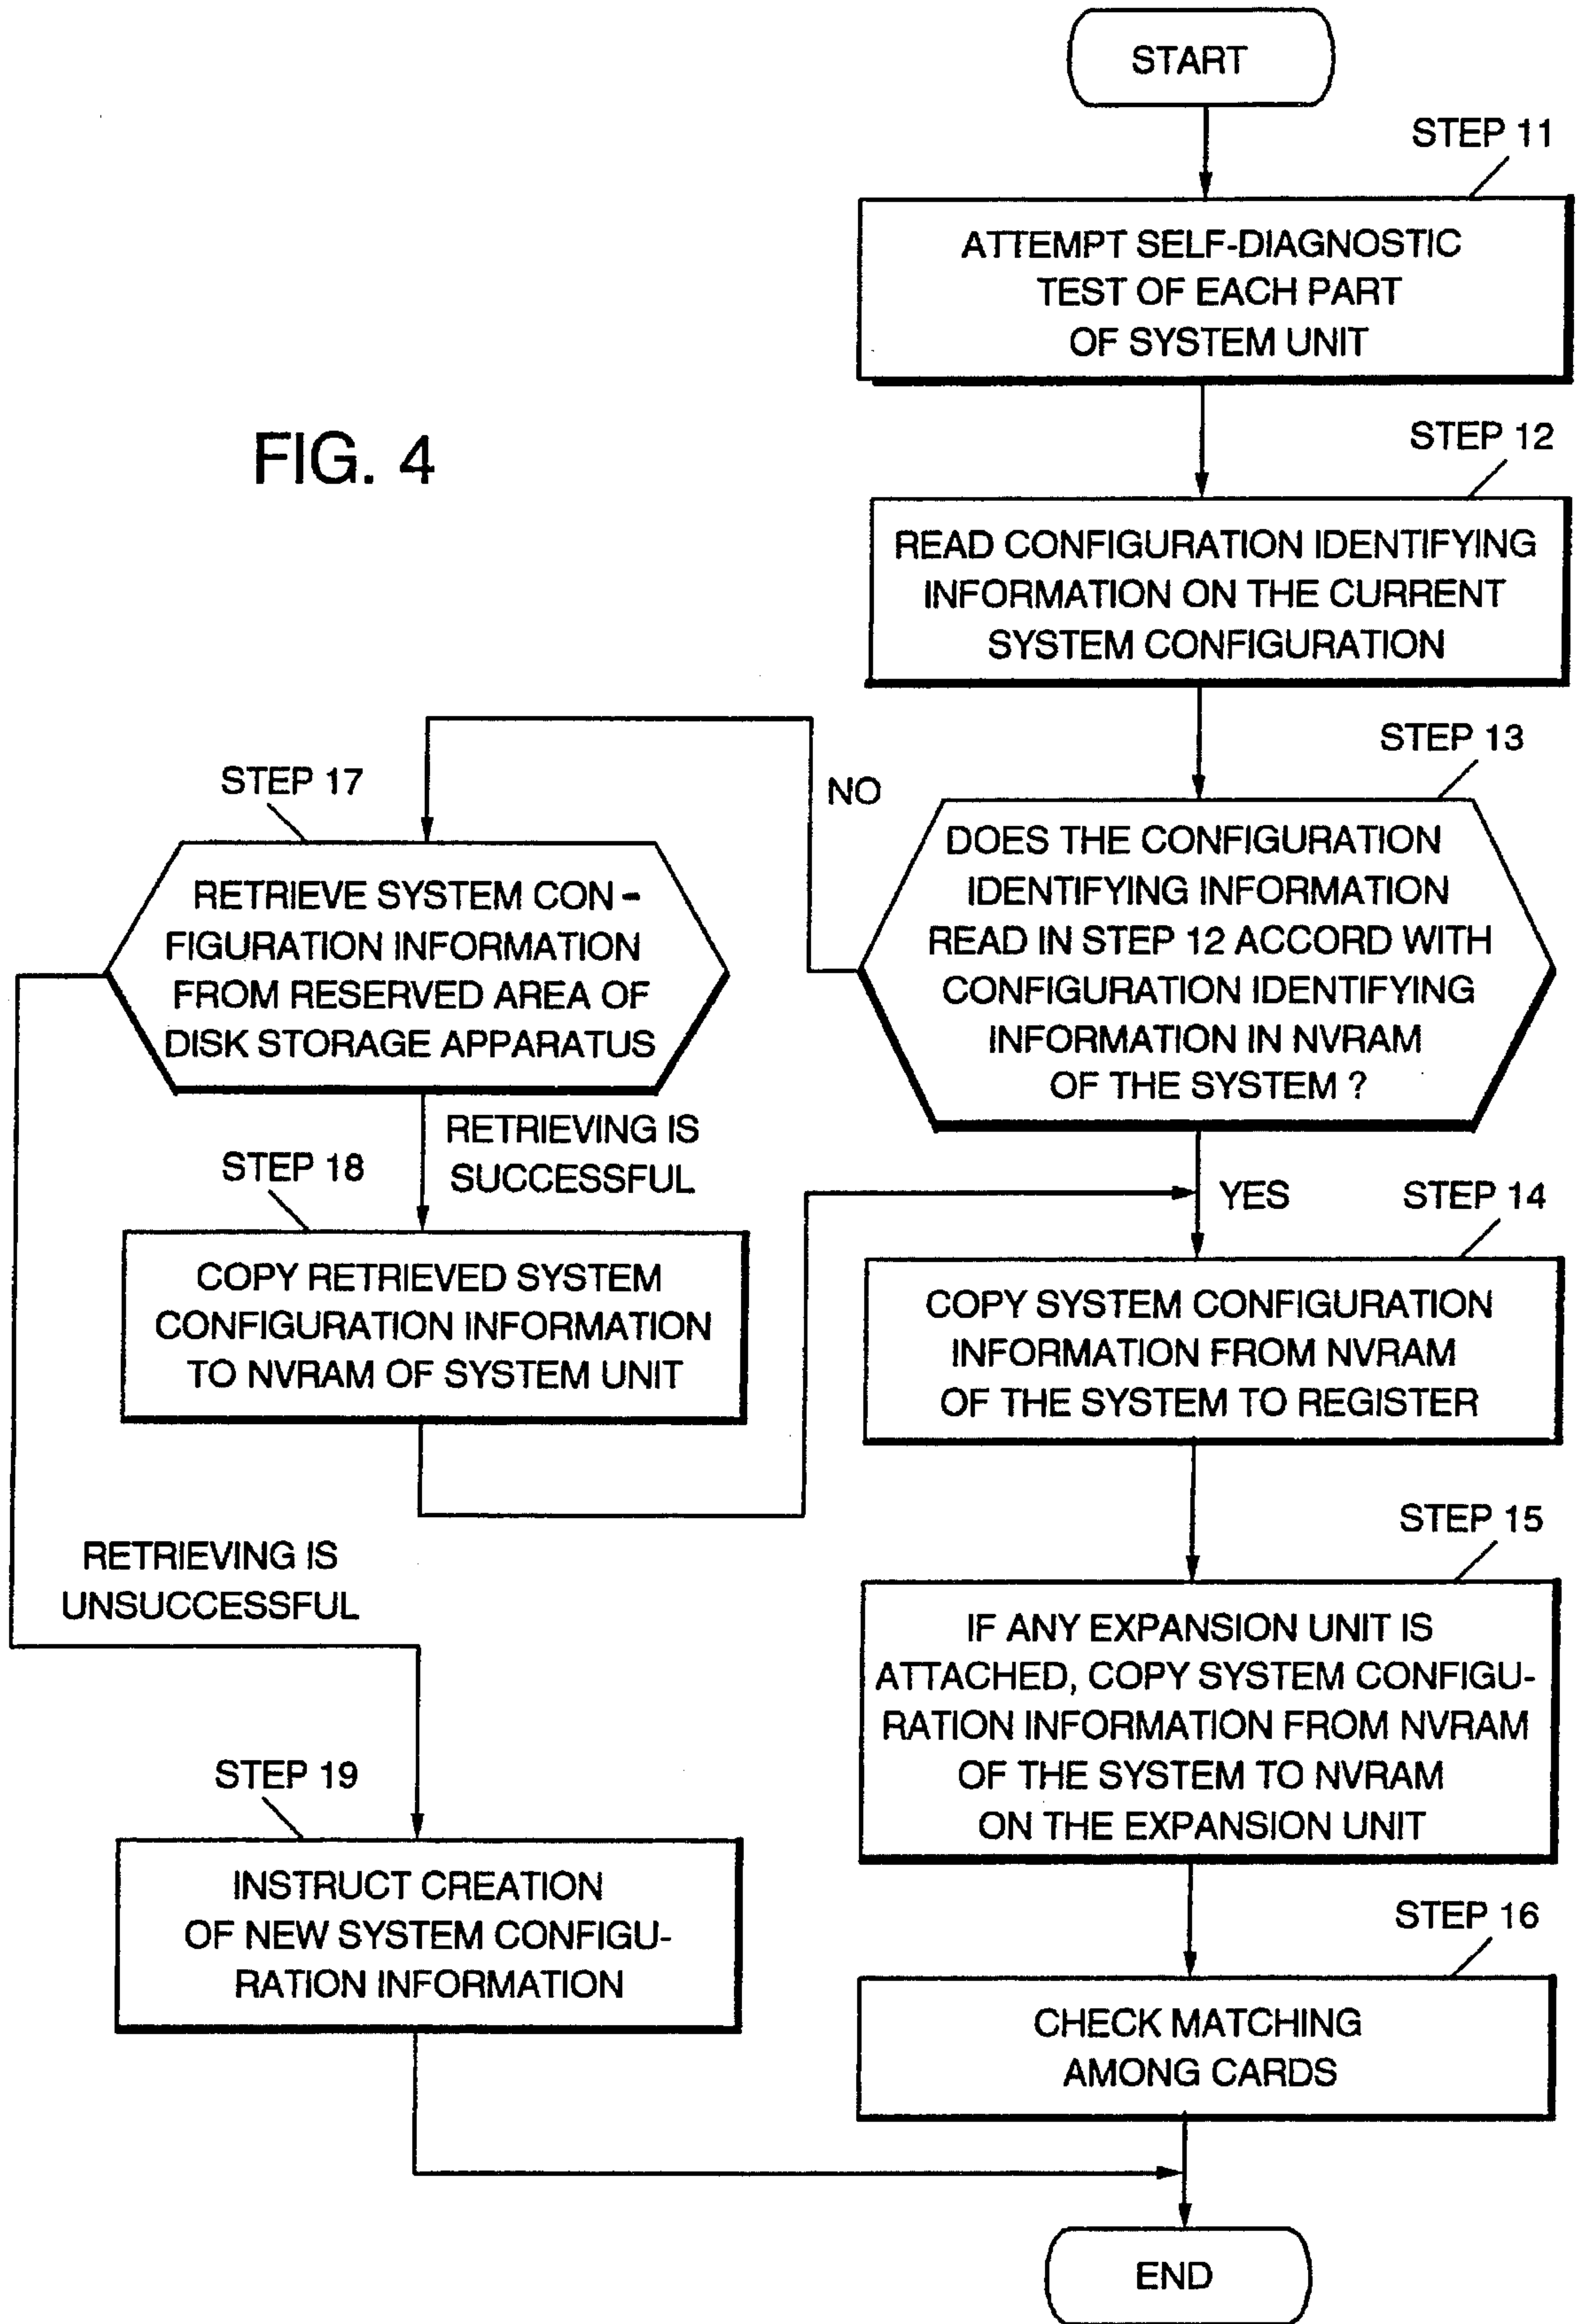 START
STEP 11
ATTEMPT SELF-DIAGNOSTIC
TEST OF EACH PART
OF SYSTEM UNIT
FIG. 4
STEP 12
READ CONFIGURATION IDENTIFYING
INFORMATION ON THE CURRENT
SYSTEM CONFIGURATION
STEP 13
NO
DOES THE CONFIGURATION
IDENTIFYING INFORMATION
READ IN STEP 12 ACCORD WITH
CONFIGURATION IDENTIFYING
INFORMATION IN NVRAM
OF THE SYSTEM ?
STEP 17
RETRIEVE SYSTEM CON-
FIGURATION INFORMATION
FROM RESERVED AREA OF
DISK STORAGE APPARATUS
RETRIEVING IS
SUCCESSFUL
STEP 18
COPY RETRIEVED SYSTEM
CONFIGURATION INFORMATION
TO NVRAM OF SYSTEM UNIT
YES
STEP 14
COPY SYSTEM CONFIGURATION
INFORMATION FROM NVRAM
OF THE SYSTEM TO REGISTER
STEP 15
IF ANY EXPANSION UNIT IS
ATTACHED, COPY SYSTEM CONFIGU-
RATION INFORMATION FROM NVRAM
OF THE SYSTEM TO NVRAM
ON THE EXPANSION UNIT
RETRIEVING IS
UNSUCCESSFUL
STEP 19
INSTRUCT CREATION
OF NEW SYSTEM CONFIGU-
RATION INFORMATION
STEP 16
CHECK MATCHING
AMONG CARDS
END